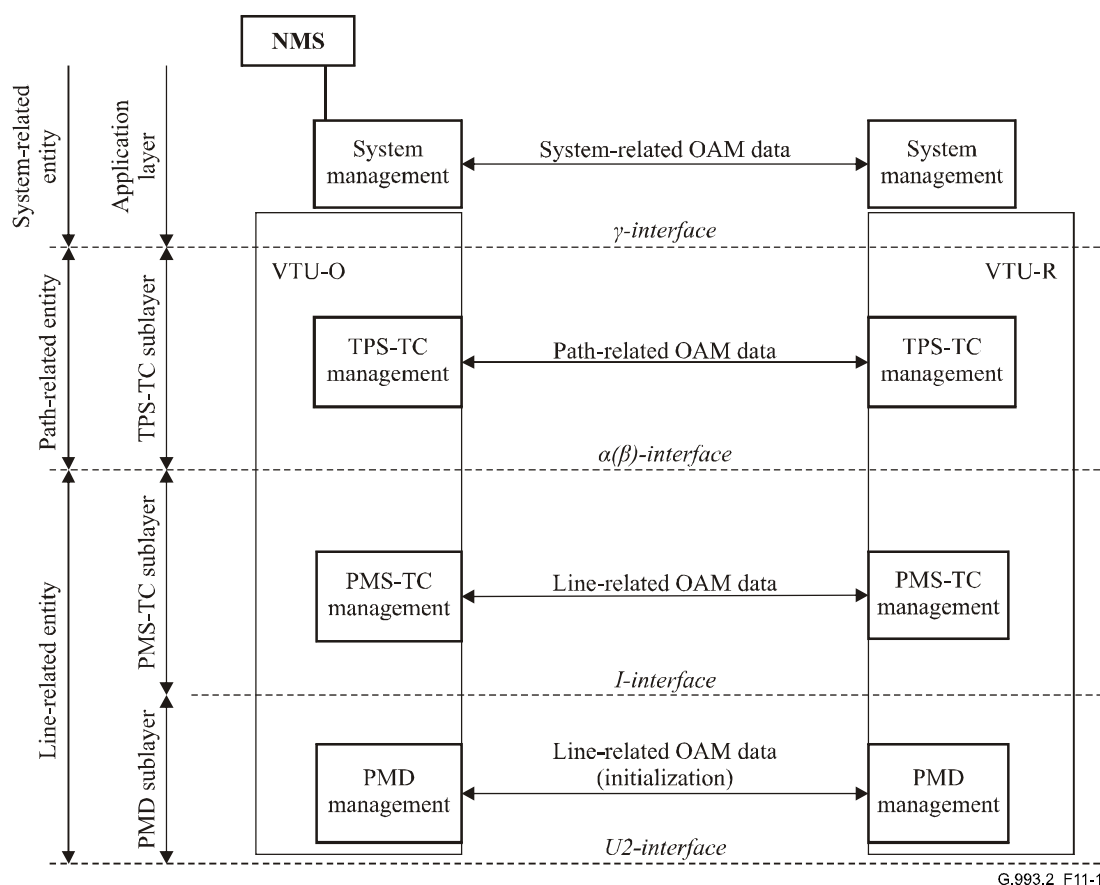 NMS
System-related
entity
Application
layer
System
management
System-related OAM data
System
management
γ-interface
VTU-O
VTU-R
Path-related entity
TPS-TC sublayer
TPS-TC
management
Path-related OAM data
TPS-TC
management
α(β)-interface
Line-related entity
PMS-TC sublayer
PMS-TC
management
Line-related OAM data
PMS-TC
management
I-interface
PMD sublayer
PMD
management
Line-related OAM data
(initialization)
PMD
management
U2-interface
G.993.2_F11-1